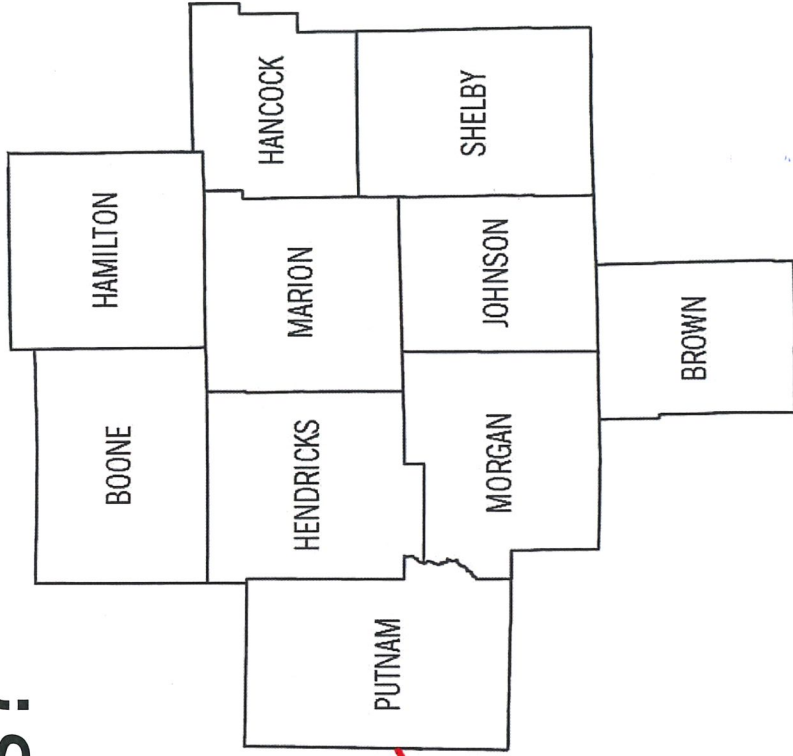 BOONE
HAMILTON
HENDRICKS
MARION
HANCOCK
PUTNAM
MORGAN
JOHNSON
SHELBY
BROWN